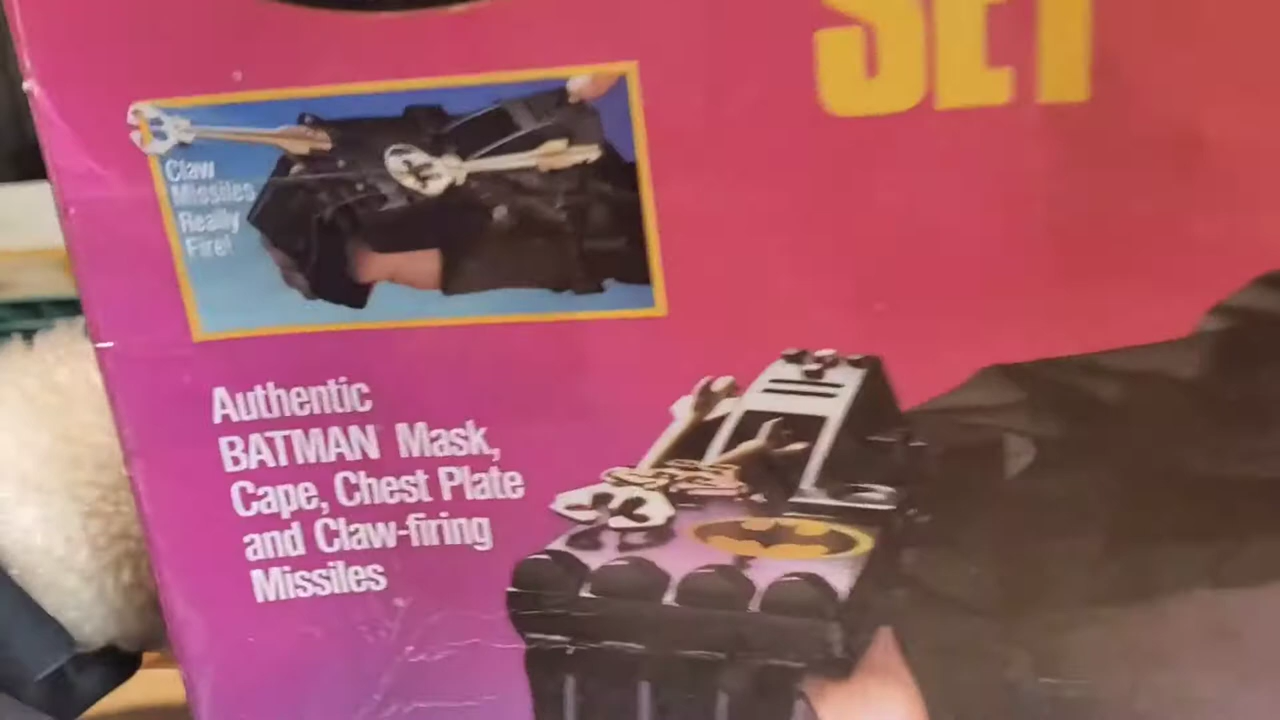 SET
Claw
Missiles
Really
Fire!
Authentic
BATMAN Mask,
Cape, Chest Plate
and Claw-firing
Missiles